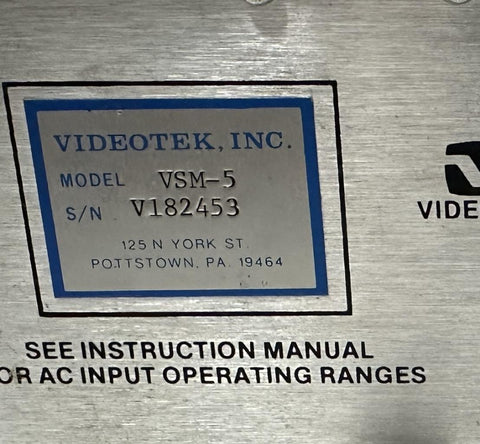 VIDEOTEK, INC.
MODEL VSM-5
S/N V182453
125 N YORK ST.
POTTSTOWN, PA. 19464
VIDE
SEE INSTRUCTION MANUAL
OR AC INPUT OPERATING RANGES